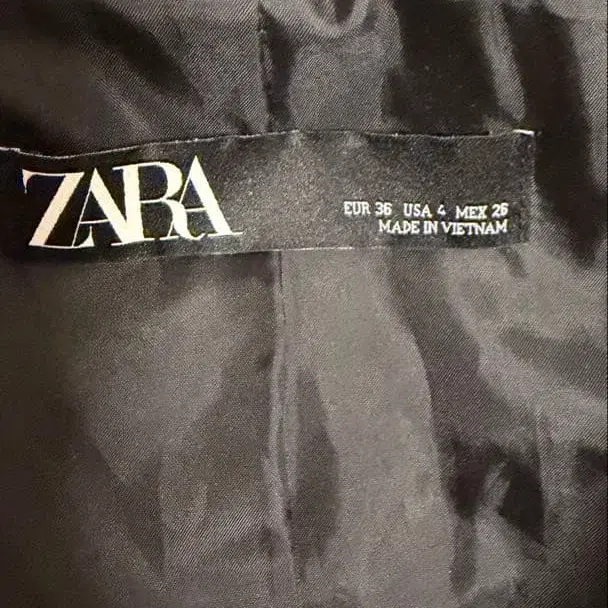 ZARA
EUR 36 USA 4 MEX 26
MADE IN VIETNAM